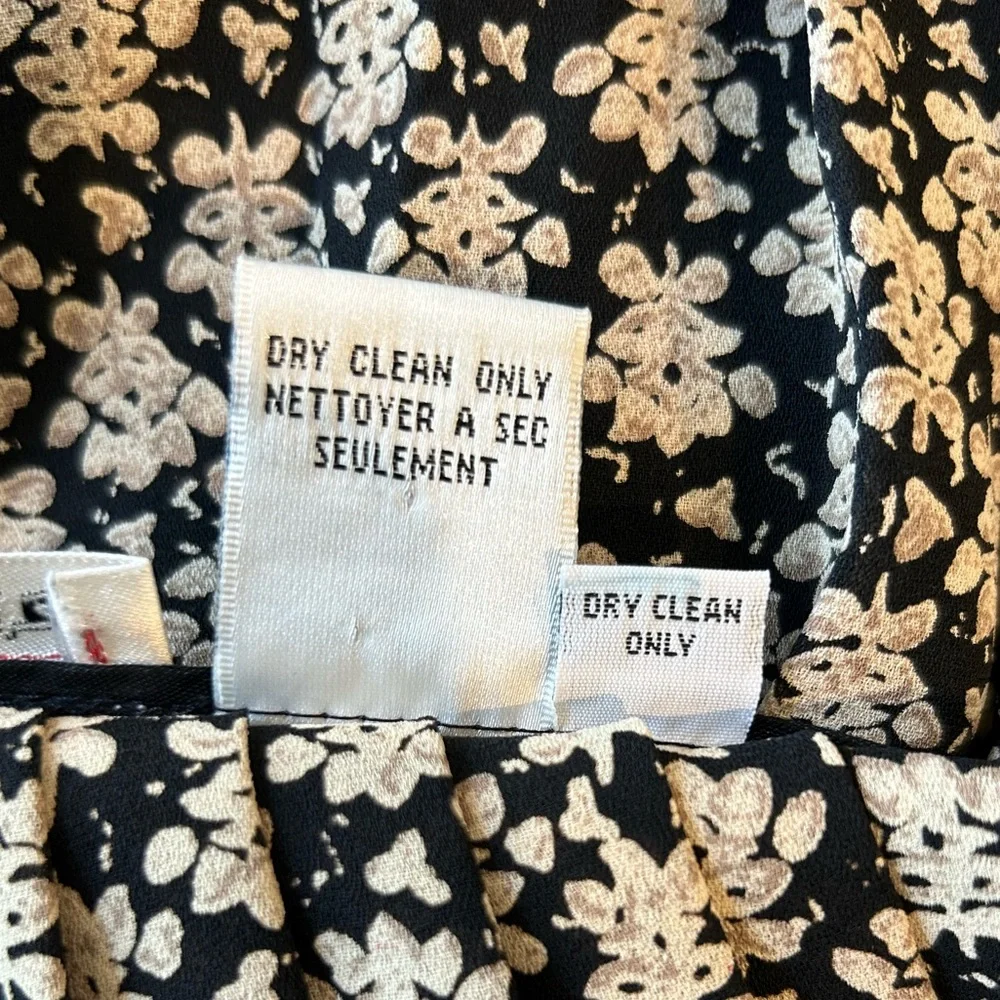 DRY CLEAN ONLY
NETTOYER A SEC
SEULEMENT
DRY CLEAN
ONLY